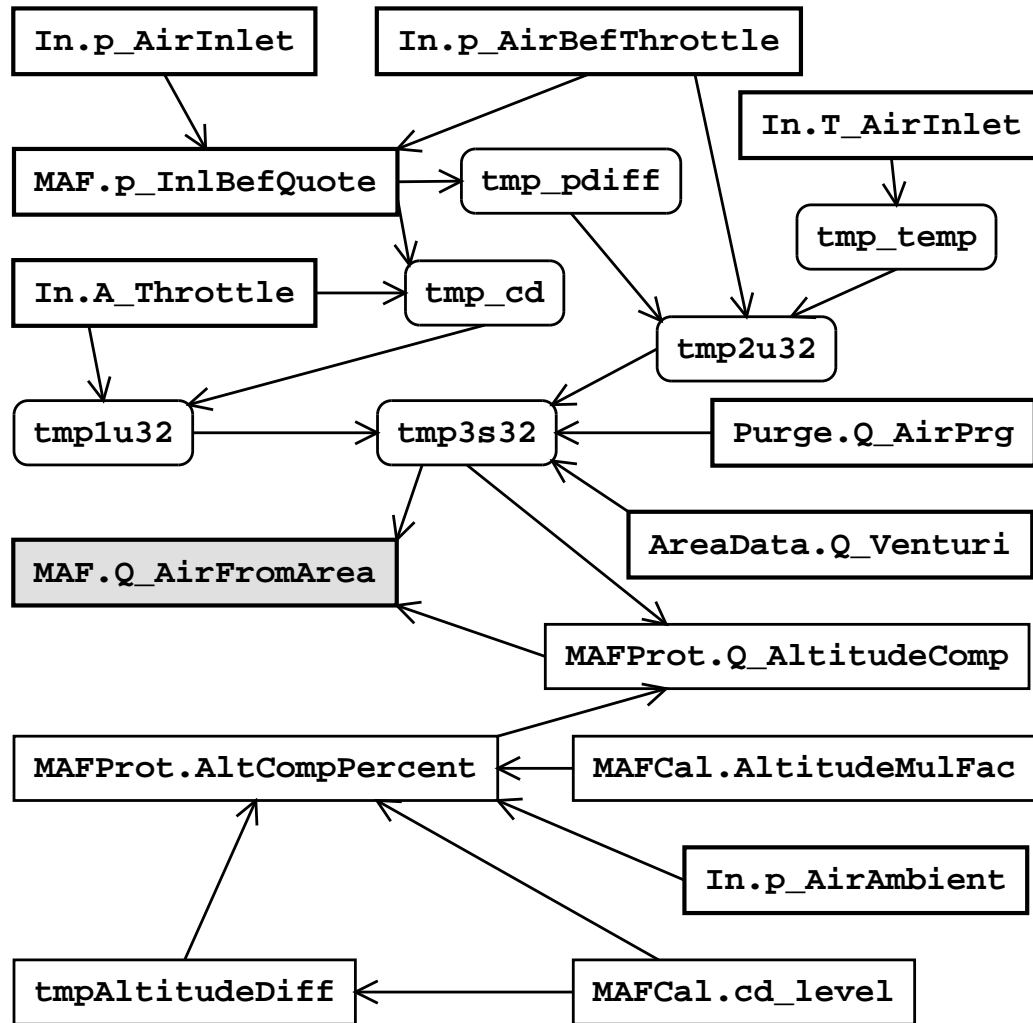 In.p_AirInlet
In.p_AirBefThrottle
In.T_AirInlet
MAF.p_InlBefQuote
tmp_pdiff
tmp_temp
In.A_Throttle
tmp_cd
tmp2u32
tmp1u32
tmp3s32
Purge.Q_AirPrg
AreaData.Q_Venturi
MAF.Q_AirFromArea
MAFProt.Q_AltitudeComp
MAFProt.AltCompPercent
MAFCal.AltitudeMulFac
In.p_AirAmbient
tmpAltitudeDiff
MAFCal.cd_level